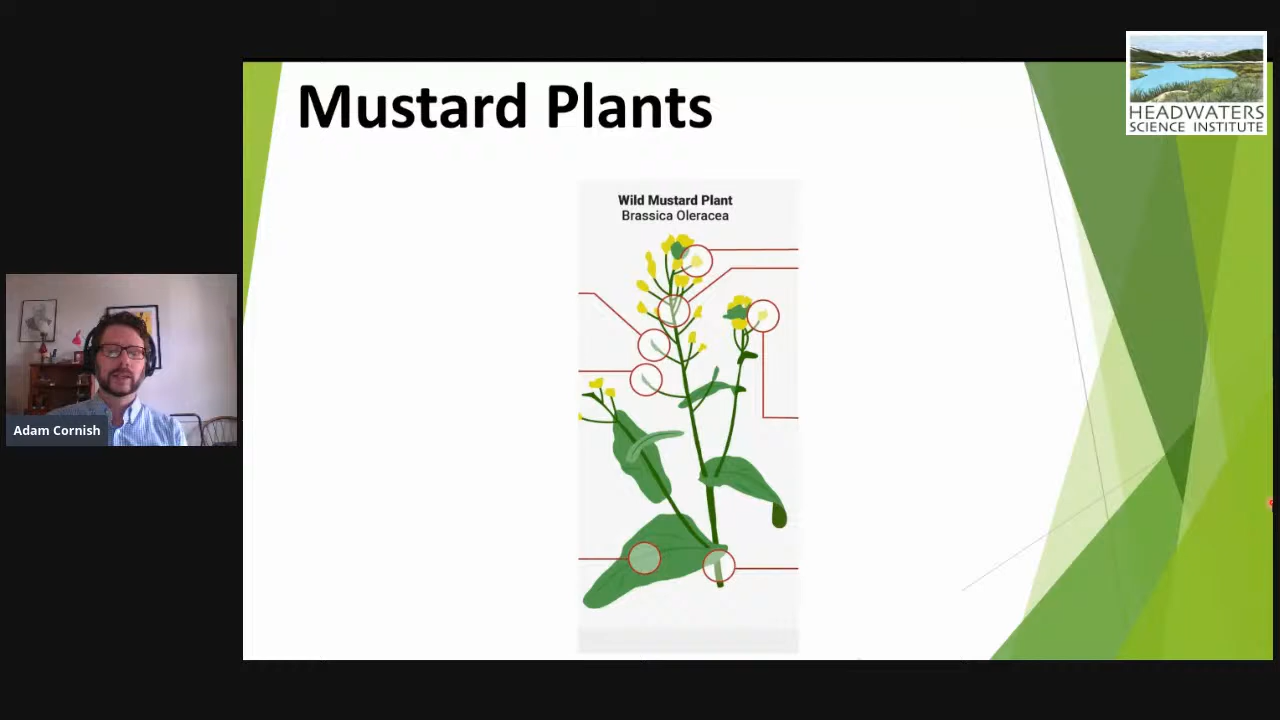 Mustard Plants
HEADWATERS
SCIENCE INSTITUTE
Wild Mustard Plant
Brassica Oleracea
Adam Cornish